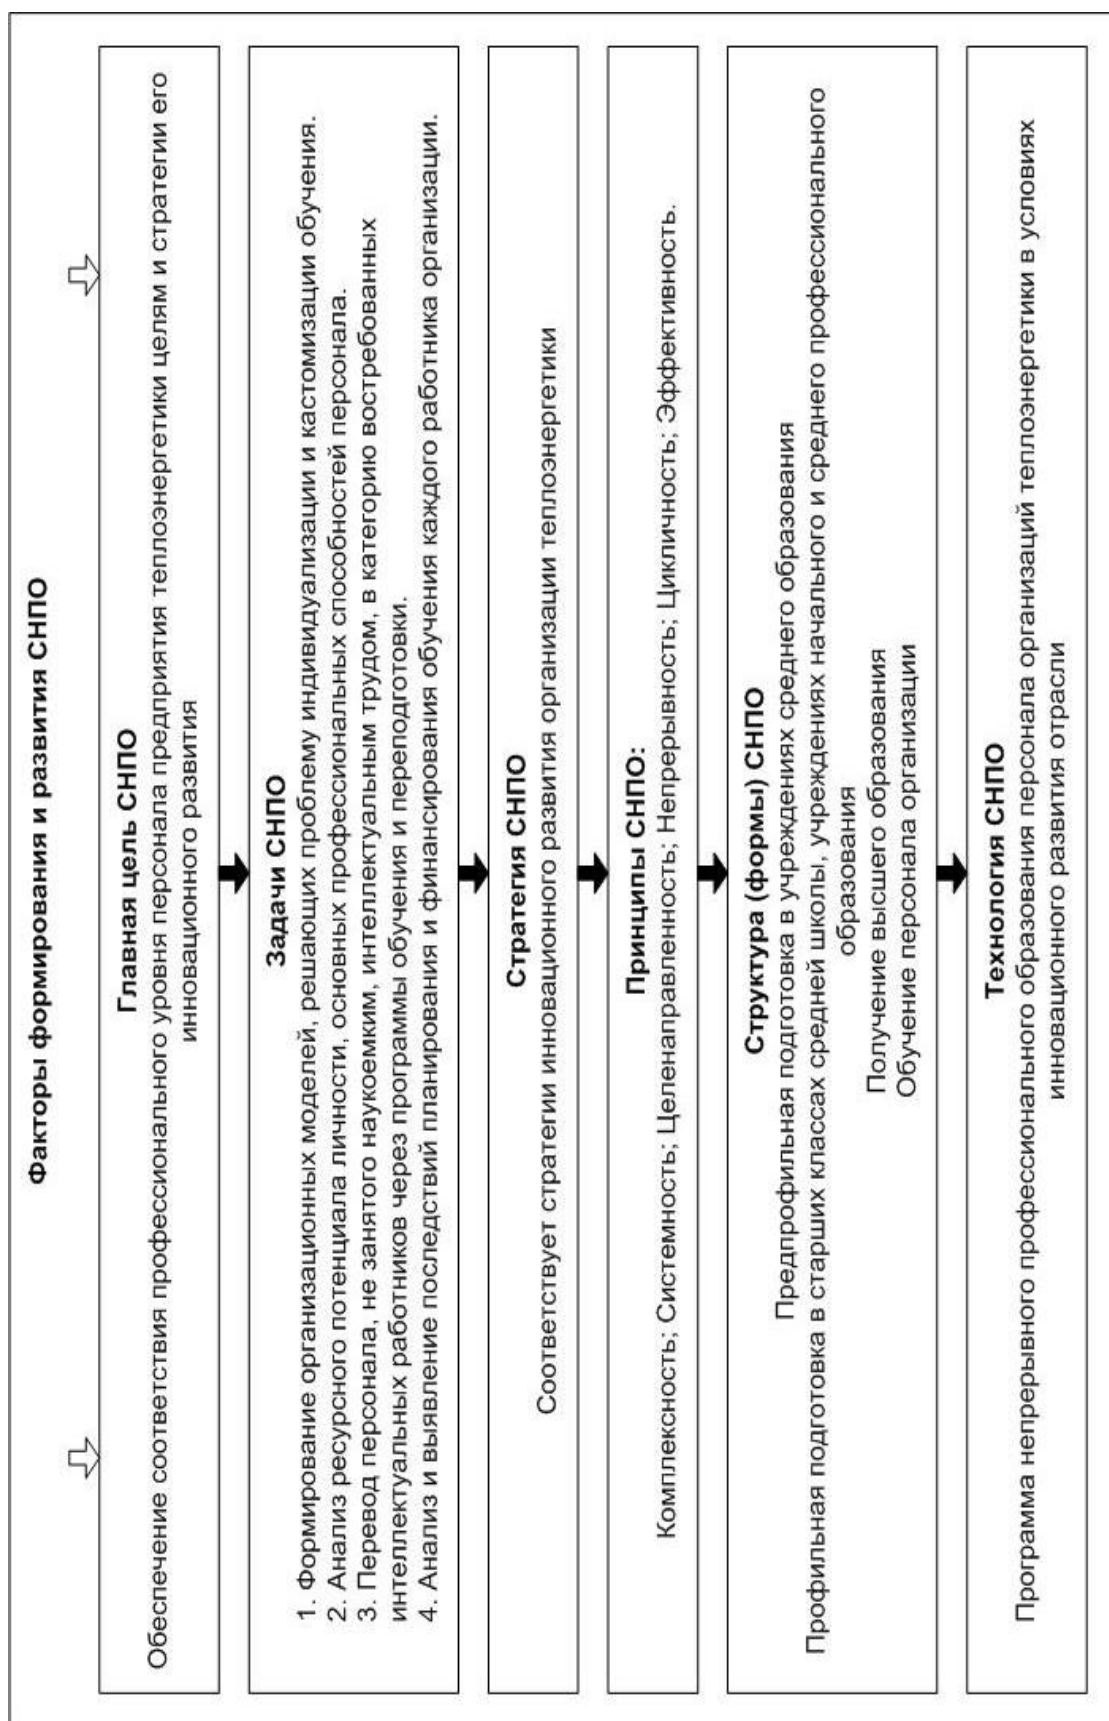 Факторы формирования и развития СНПО
Главная цель СНПО
Обеспечение соответствия профессионального уровня персонала предприятия теплоэнергетики целям и стратегии его
инновационного развития
Задачи СНПО
1. Формирование организационных моделей, решающих проблему индивидуализации и кастомизации обучения.
2. Анализ ресурсного потенциала личности, основных профессиональных способностей персонала.
3. Перевод персонала, не занятого наукоемким, интеллектуальным трудом, в категорию востребованных
интеллектуальных работников через программы обучения и переподготовки.
4. Анализ и выявление последствий планирования и финансирования обучения каждого работника организации.
Стратегия СНПО
Соответствует стратегии инновационного развития организации теплоэнергетики
Принципы СНПО:
Комплексность; Системность; Целенаправленность; Непрерывность; Цикличность; Эффективность.
Структура (формы) СНПО
Предпрофильная подготовка в учреждениях среднего образования
Профильная подготовка в старших классах средней школы, учреждениях начального и среднего профессионального
образования
Получение высшего образования
Обучение персонала организации
Технология СНПО
Программа непрерывного профессионального образования персонала организаций теплоэнергетики в условиях
инновационного развития отрасли